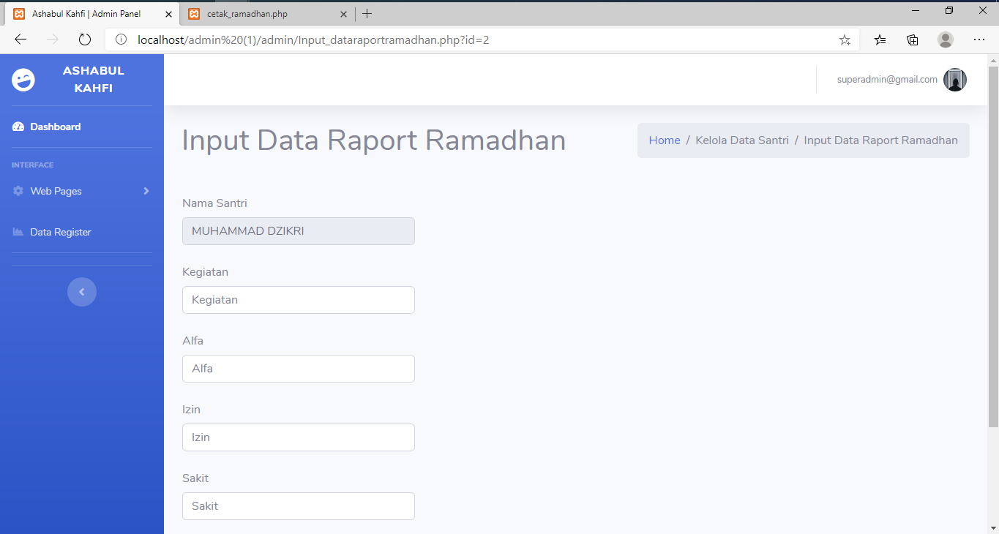 Ashabul Kahfi | Admin Panel
cetak_ramadhan.php
localhost/admin%20(1)/admin/Input_dataraportramadhan.php?id=2
ASHABUL
KAHFI
superadmin@gmail.com
Dashboard
INTERFACE
Web Pages
Data Register
Input Data Raport Ramadhan
Home / Kelola Data Santri / Input Data Raport Ramadhan
Nama Santri
MUHAMMAD DZIKRI
Kegiatan
Kegiatan
Alfa
Alfa
Izin
Izin
Sakit
Sakit